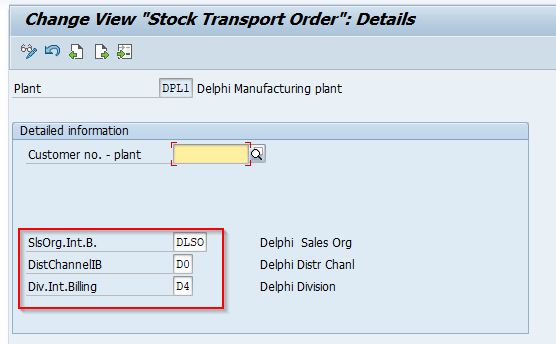 Change View "Stock Transport Order": Details
Plant DPL1 Delphi Manufacturing plant
Detailed information
Customer no. - plant
SlsOrg.Int.B. DLSO Delphi Sales Org
DistChannelIB D0 Delphi Distr Chanl
Div.Int.Billing D4 Delphi Division